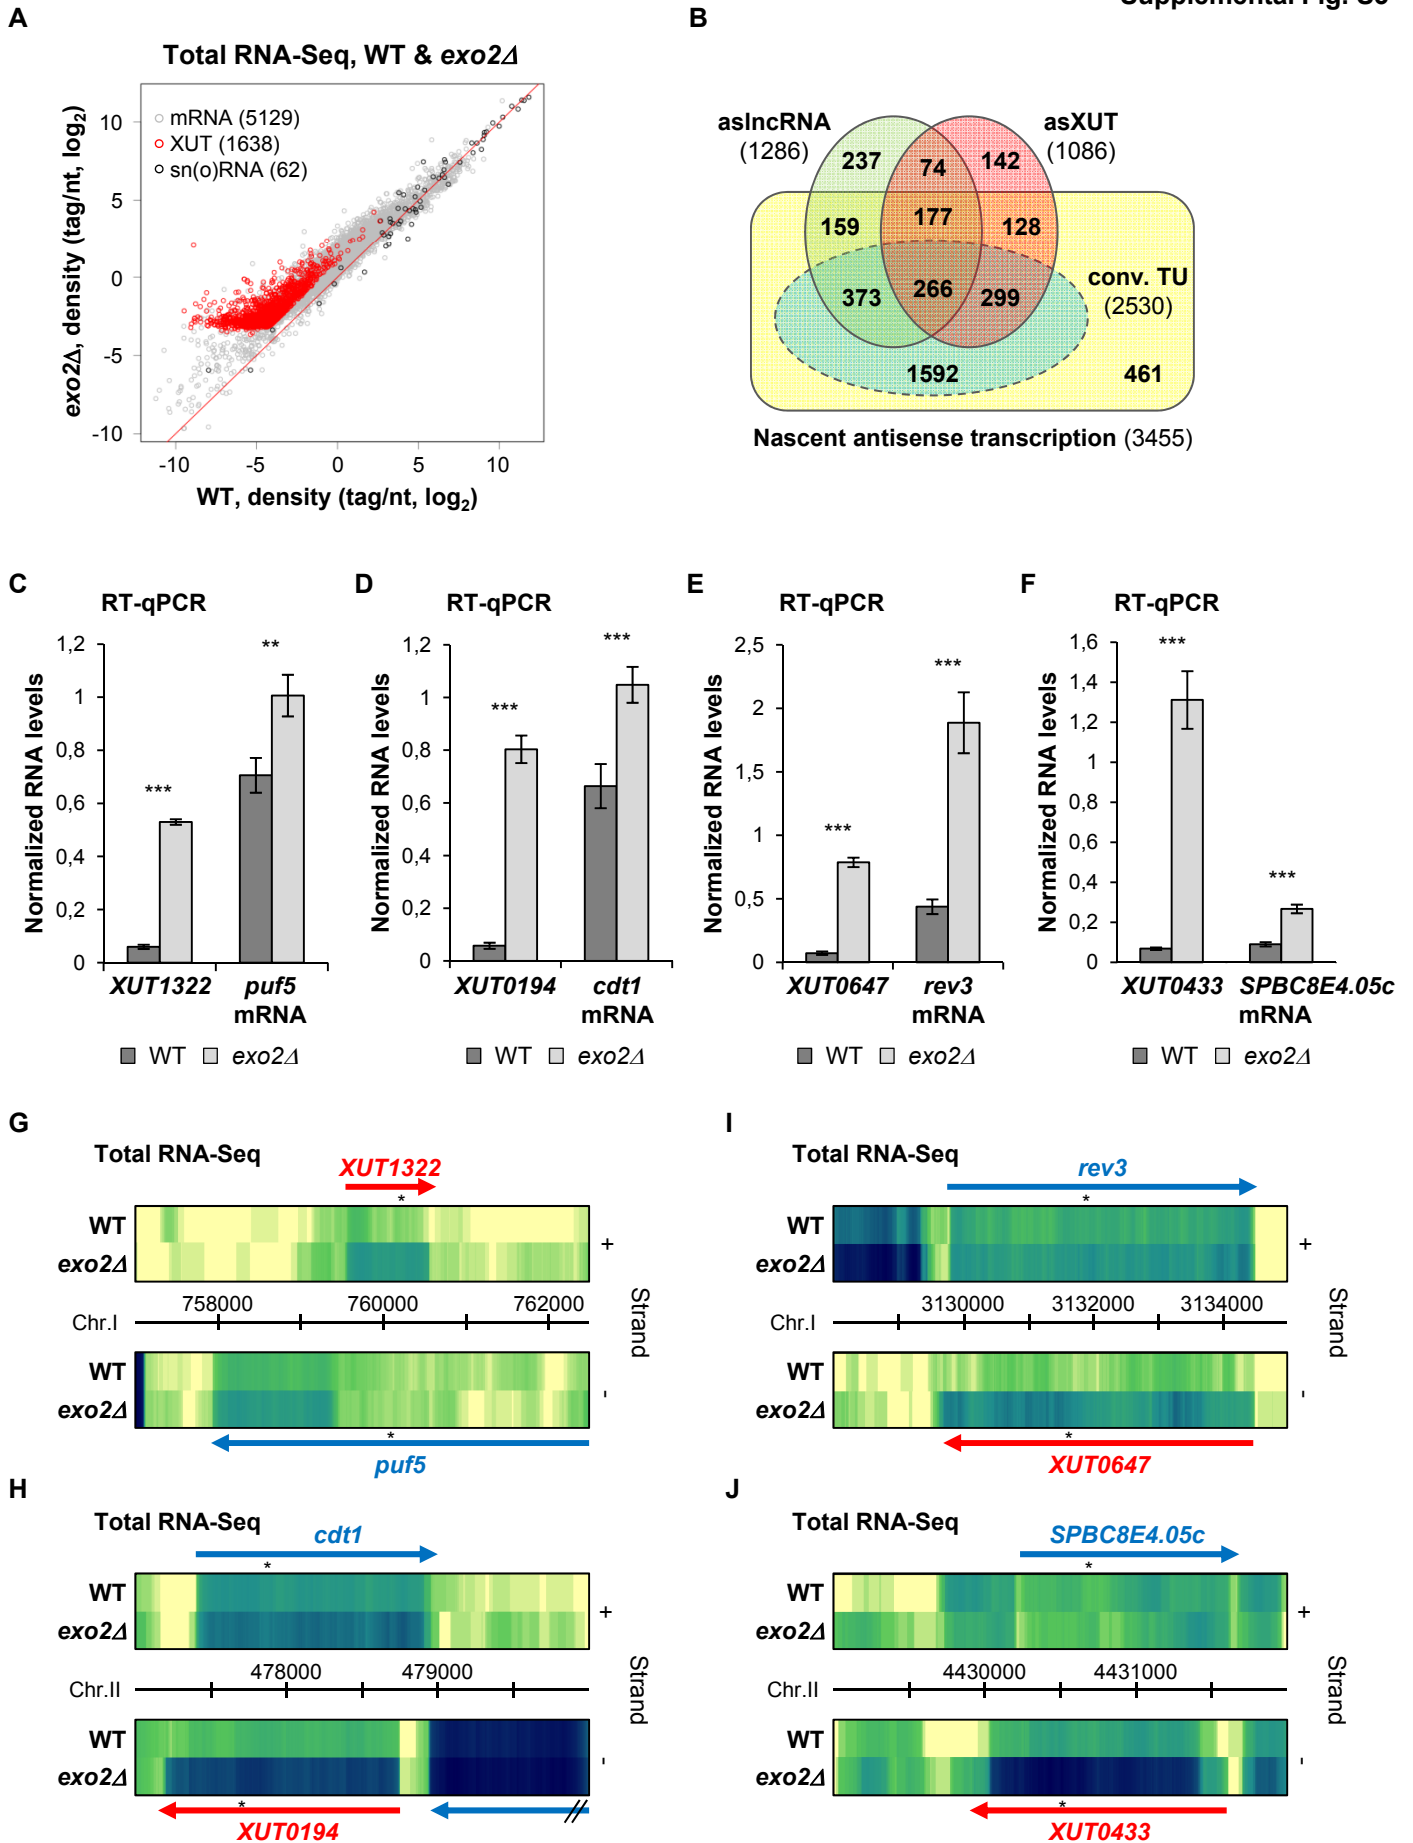 Supplemental Fig. S3
A
Total RNA-Seq, WT & exo2Δ
exo2Δ, density (tag/nt, log2)
mRNA (5129)
XUT (1638)
sn(o)RNA (62)
10
5
0
-5
-10
-10 -5 0 5 10
WT, density (tag/nt, log2)
B
aslncRNA
(1286)
asXUT
(1086)
237 74 142
159 177 128
373 266 299
conv. TU
(2530)
1592 461
Nascent antisense transcription (3455)
C
RT-qPCR
Normalized RNA levels
1,2
1
0,8
0,6
0,4
0,2
0
*** **
XUT1322 puf5
mRNA
WT exo2Δ
D
RT-qPCR
Normalized RNA levels
1,2
1
0,8
0,6
0,4
0,2
0
*** ***
XUT0194 cdt1
mRNA
WT exo2Δ
E
RT-qPCR
Normalized RNA levels
2,5
2
1,5
1
0,5
0
*** ***
XUT0647 rev3
mRNA
WT exo2Δ
F
RT-qPCR
Normalized RNA levels
1,6
1,4
1,2
1
0,8
0,6
0,4
0,2
0
*** ***
XUT0433 SPBC8E4.05c
mRNA
WT exo2Δ
G
Total RNA-Seq
XUT1322
*
WT
exo2Δ
+
758000 760000 762000
Chr.I
Strand
WT
exo2Δ
-
*
puf5
I
Total RNA-Seq
rev3
*
WT
exo2Δ
+
3130000 3132000 3134000
Chr.I
Strand
WT
exo2Δ
-
*
XUT0647
H
Total RNA-Seq
cdt1
*
WT
exo2Δ
+
478000 479000
Chr.II
Strand
WT
exo2Δ
-
*
XUT0194
J
Total RNA-Seq
SPBC8E4.05c
*
WT
exo2Δ
+
4430000 4431000
Chr.II
Strand
WT
exo2Δ
-
*
XUT0433